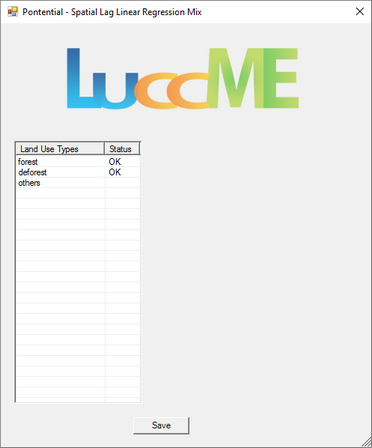 Pontential - Spatial Lag Linear Regression Mix
LuccME
Land Use Types Status
forest OK
deforest OK
others
Save